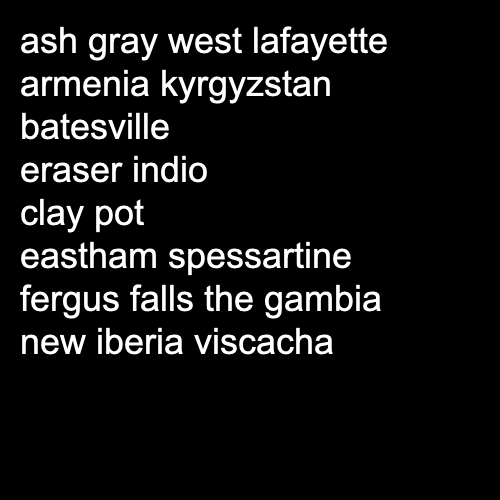 ash gray west lafayette
armenia kyrgyzstan
batesville
eraser indio
clay pot
eastham spessartine
fergus falls the gambia
new iberia viscacha